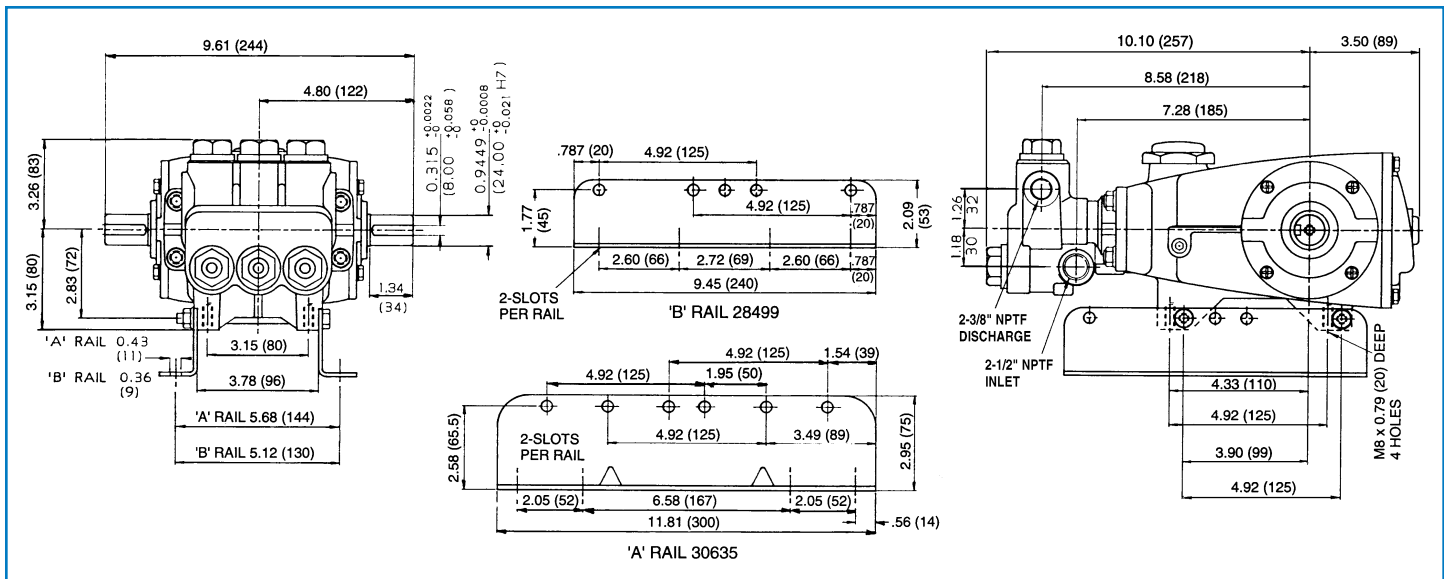 9.61 (244)
4.80 (122)
3.26 (83)
3.15 (80)
2.83 (72)
0.315 +0.0022 -0
(8.00 +0.058 -0 )
0.9449 +0 -0.0008
(24.00 +0 -0.021 H7 )
1.34
(34)
'A' RAIL 0.43
(11)
'B' RAIL 0.36
(9)
3.15 (80)
3.78 (96)
'A' RAIL 5.68 (144)
'B' RAIL 5.12 (130)
.787 (20)
4.92 (125)
1.77
(45)
4.92 (125)
.787
(20)
2.09
(53)
2.60 (66)
2.72 (69)
2.60 (66)
.787
(20)
9.45 (240)
2-SLOTS
PER RAIL
'B' RAIL 28499
4.92 (125)
1.54 (39)
4.92 (125)
1.95 (50)
2.58 (65.5)
2-SLOTS
PER RAIL
4.92 (125)
3.49 (89)
2.95 (75)
2.05 (52)
6.58 (167)
2.05 (52)
.56 (14)
11.81 (300)
'A' RAIL 30635
10.10 (257)
3.50 (89)
8.58 (218)
7.28 (185)
1.26
32
1.18
30
2-3/8" NPTF
DISCHARGE
2-1/2" NPTF
INLET
4.33 (110)
4.92 (125)
3.90 (99)
4.92 (125)
M8 x 0.79 (20) DEEP
4 HOLES